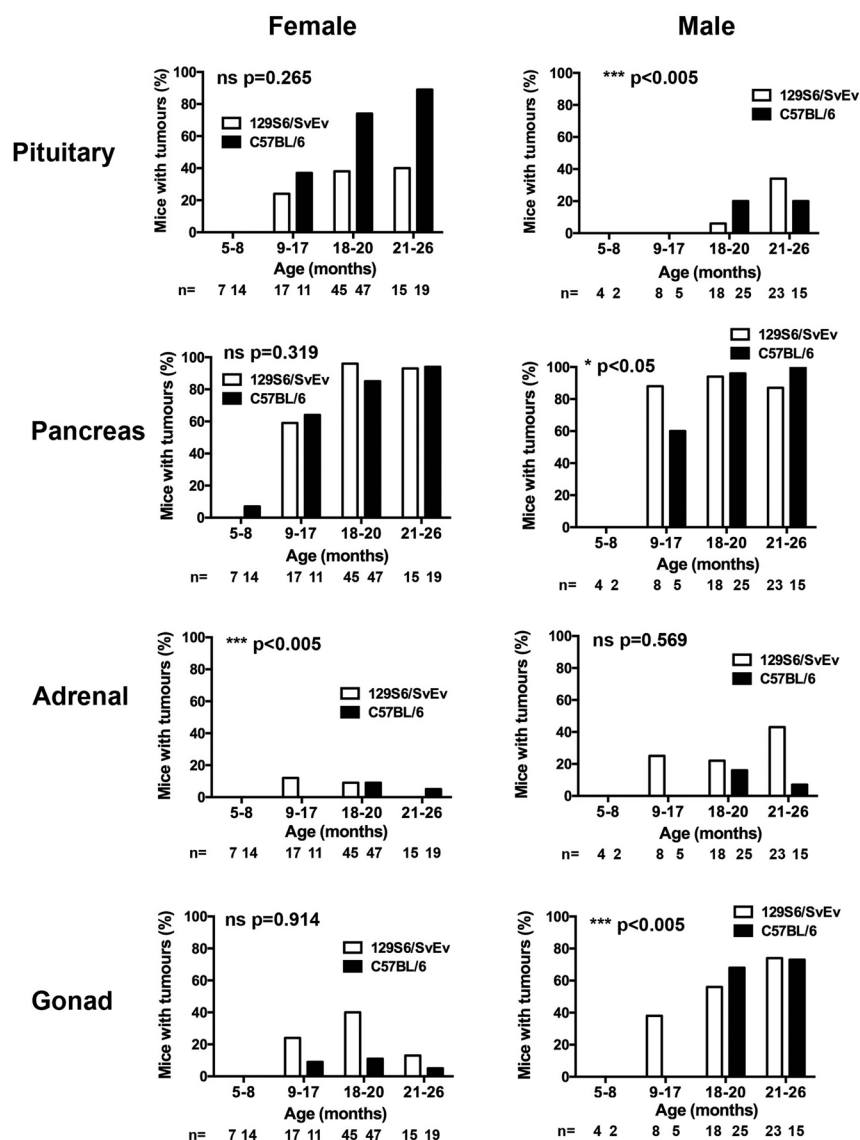 Female
Male
Pituitary
ns p=0.265
129S6/SvEv
C57BL/6
Mice with tumours (%)
100
80
60
40
20
0
5-8 9-17 18-20 21-26
Age (months)
n= 7 14 17 11 45 47 15 19
*** p<0.005
129S6/SvEv
C57BL/6
Mice with tumours (%)
100
80
60
40
20
0
5-8 9-17 18-20 21-26
Age (months)
n= 4 2 8 5 18 25 23 15
Pancreas
ns p=0.319
129S6/SvEv
C57BL/6
Mice with tumours (%)
100
80
60
40
20
0
5-8 9-17 18-20 21-26
Age (months)
n= 7 14 17 11 45 47 15 19
* p<0.05
129S6/SvEv
C57BL/6
Mice with tumours (%)
100
80
60
40
20
0
5-8 9-17 18-20 21-26
Age (months)
n= 4 2 8 5 18 25 23 15
Adrenal
*** p<0.005
129S6/SvEv
C57BL/6
Mice with tumours (%)
100
80
60
40
20
0
5-8 9-17 18-20 21-26
Age (months)
n= 7 14 17 11 45 47 15 19
ns p=0.569
129S6/SvEv
C57BL/6
Mice with tumours (%)
100
80
60
40
20
0
5-8 9-17 18-20 21-26
Age (months)
n= 4 2 8 5 18 25 23 15
Gonad
ns p=0.914
129S6/SvEv
C57BL/6
Mice with tumours (%)
100
80
60
40
20
0
5-8 9-17 18-20 21-26
Age (months)
n= 7 14 17 11 45 47 15 19
*** p<0.005
129S6/SvEv
C57BL/6
Mice with tumours (%)
100
80
60
40
20
0
5-8 9-17 18-20 21-26
Age (months)
n= 4 2 8 5 18 25 23 15